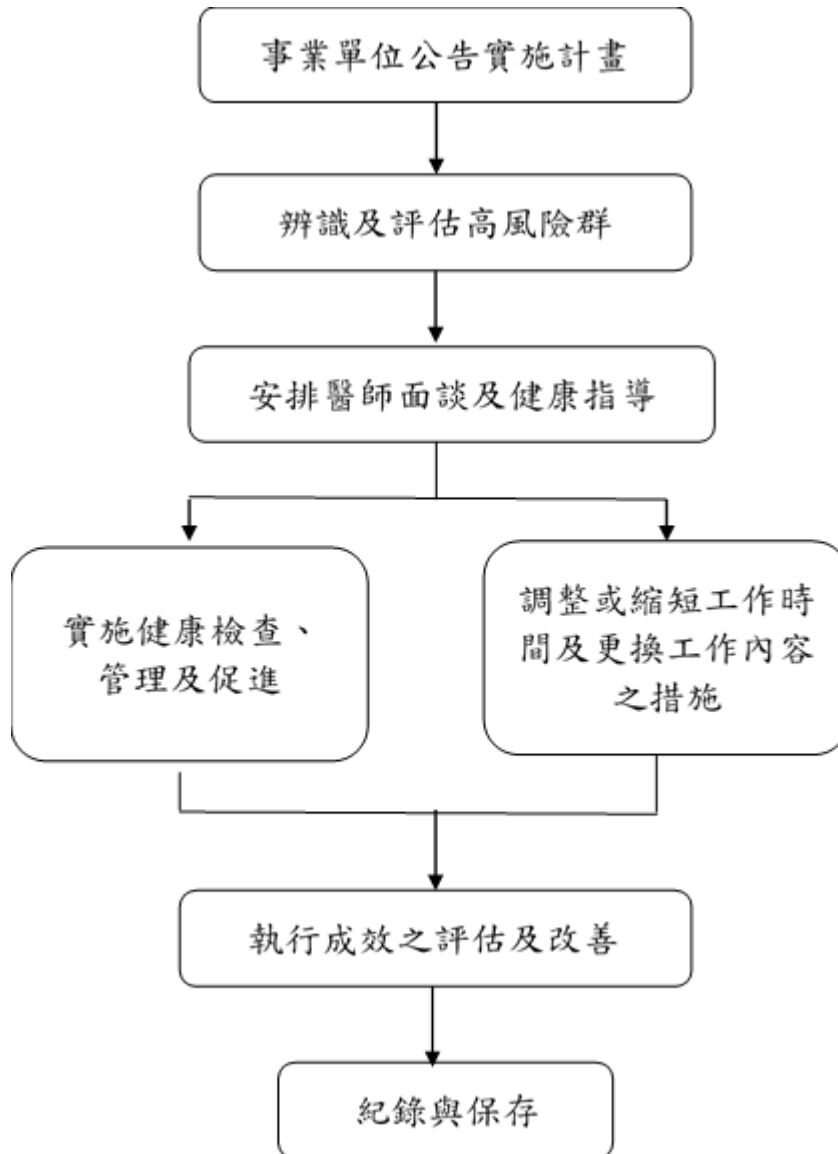 事業單位公告實施計畫
辨識及評估高風險群
安排醫師面談及健康指導
實施健康檢查、
管理及促進
調整或縮短工作時
間及更換工作內容
之措施
執行成效之評估及改善
紀錄與保存